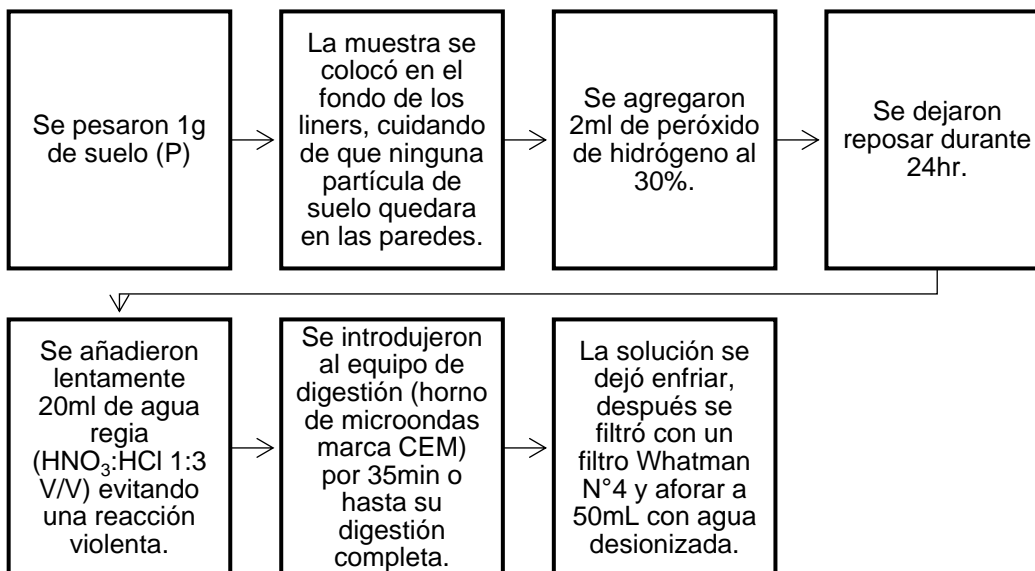 Se pesaron 1g
de suelo (P)
La muestra se
colocó en el
fondo de los
liners, cuidando
de que ninguna
partícula de
suelo quedara
en las paredes.
Se agregaron
2ml de peróxido
de hidrógeno al
30%.
Se dejaron
reposar durante
24hr.
Se añadieron
lentamente
20ml de agua
regia
(HNO₃:HCl 1:3
V/V) evitando
una reacción
violenta.
Se introdujeron
al equipo de
digestión (horno
de microondas
marca CEM)
por 35min o
hasta su
digestión
completa.
La solución se
dejó enfriar,
después se
filtró con un
filtro Whatman
N°4 y aforar a
50mL con agua
desionizada.